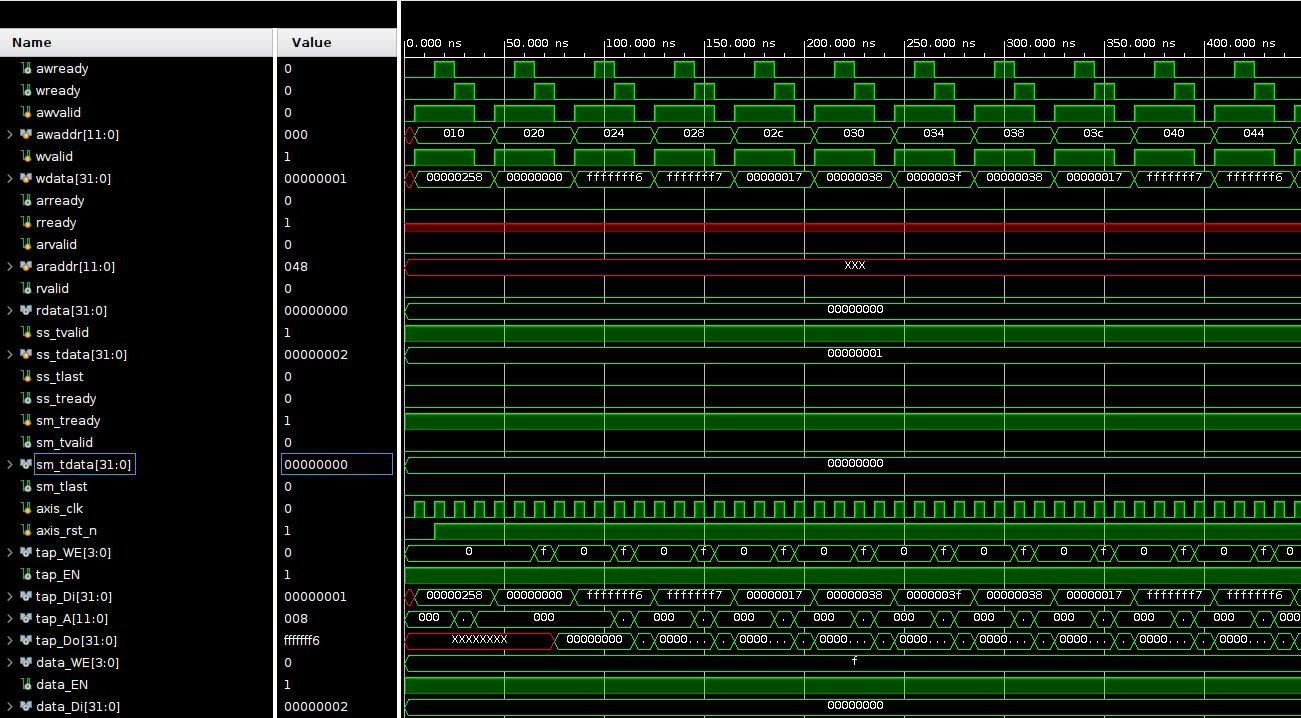 Name Value 0.000 ns 50.000 ns 100.000 ns 150.000 ns 200.000 ns 250.000 ns 300.000 ns 350.000 ns 400.000 ns
awready 0
wready 0
awvalid 0
awaddr[11:0] 000 010 020 024 028 02c 030 034 038 03c 040 044
wvalid 1
wdata[31:0] 00000001 00000258 00000000 fffffff6 fffffff7 00000017 00000038 0000003f 00000038 00000017 fffffff7 fffffff6
arready 0
rready 1
arvalid 0
araddr[11:0] 048 XXX
rvalid 0
rdata[31:0] 00000000 00000000
ss_tvalid 1
ss_tdata[31:0] 00000002 00000001
ss_tlast 0
ss_tready 0
sm_tready 1
sm_tvalid 0
sm_tdata[31:0] 00000000 00000000
sm_tlast 0
axis_clk 0
axis_rst_n 1
tap_WE[3:0] 0 0 f 0 f 0 f 0 f 0 f 0 f 0 f 0 f 0 f 0 f 0
tap_EN 1
tap_Di[31:0] 00000001 00000258 00000000 fffffff6 fffffff7 00000017 00000038 0000003f 00000038 00000017 fffffff7 fffffff6
tap_A[11:0] 008 000 . 000 . 000 . 000 . 000 . 000 . 000 . 000 . 000 . 000 . 000
tap_Do[31:0] fffffff6 XXXXXXXX 00000000 . 0000... . 0000... . 0000... . 0000... . 0000... . 0000... . 0000... . 0000... .
data_WE[3:0] 0 f
data_EN 1
data_Di[31:0] 00000002 00000000